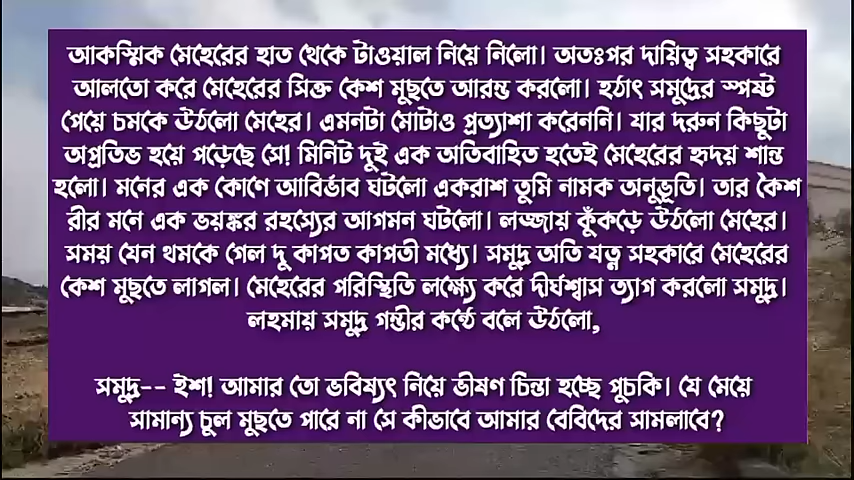 আকস্মিক মেহেরের হাত থেকে টাওয়াল নিয়ে নিলো। অতঃপর দায়িত্ব সহকারে
আলতো করে মেহেরের সিক্ত কেশ মুছতে আরম্ভ করলো। হঠাৎ সমুদ্রের স্পষ্ট
পেয়ে চমকে উঠলো মেহের। এমনটা মোটাও প্রত্যাশা করেননি। যার দরুন কিছুটা
অপ্রতিভ হয়ে পড়েছে সে! মিনিট দুই এক অতিবাহিত হতেই মেহেরের হৃদয় শান্ত
হলো। মনের এক কোণে আবির্ভাব ঘটলো একরাশ তুমি নামক অনুভূতি। তার কৈশ
রীর মনে এক ভয়ঙ্কর রহস্যের আগমন ঘটলো। লজ্জায় কুঁকড়ে উঠলো মেহের।
সময় যেন থমকে গেল দু কাপত কাপতী মধ্যে। সমুদ্র অতি যত্ন সহকারে মেহেরের
কেশ মুছতে লাগল। মেহেরের পরিস্থিতি লক্ষ্যে করে দীর্ঘশ্বাস ত্যাগ করলো সমুদ্র।
লহমায় সমুদ্র গম্ভীর কন্ঠে বলে উঠলো,
সমুদ্র-- ইশ! আমার তো ভবিষ্যৎ নিয়ে ভীষণ চিন্তা হচ্ছে পুচকি। যে মেয়ে
সামান্য চুল মুছতে পারে না সে কীভাবে আমার বেবিদের সামলাবে?